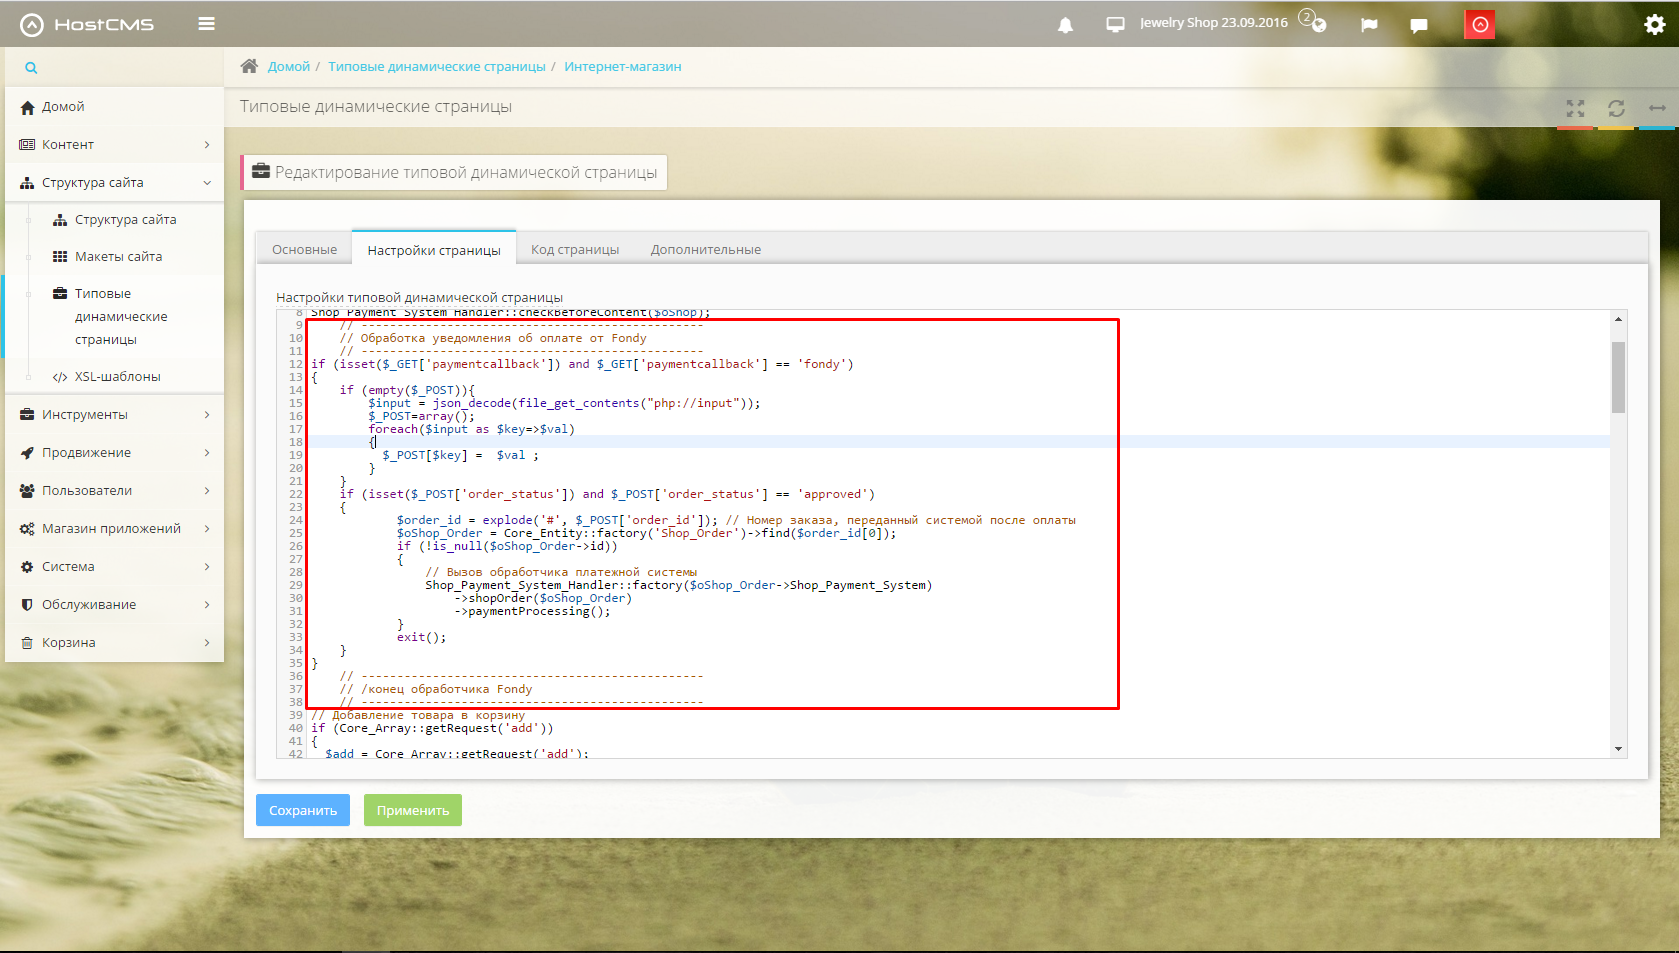 HostCMS
Jewelry Shop 23.09.2016
2
Домой / Типовые динамические страницы / Интернет-магазин
Типовые динамические страницы
Домой
Контент
Структура сайта
Структура сайта
Макеты сайта
Типовые
динамические
страницы
XSL-шаблоны
Инструменты
Продвижение
Пользователи
Магазин приложений
Система
Обслуживание
Корзина
Редактирование типовой динамической страницы
Основные
Настройки страницы
Код страницы
Дополнительные
Настройки типовой динамической страницы
8 Shop_Payment_System_Handler::checkBeforeContent($oShop);
9 // ------------------------------------------------
10 // Обработка уведомления об оплате от Fondy
11 // ------------------------------------------------
12 if (isset($_GET['paymentcallback']) and $_GET['paymentcallback'] == 'fondy')
13 {
14 if (empty($_POST)){
15 $input = json_decode(file_get_contents("php://input"));
16 $_POST=array();
17 foreach($input as $key=>$val)
18 {
19 $_POST[$key] =  $val ;
20 }
21 }
22 if (isset($_POST['order_status']) and $_POST['order_status'] == 'approved')
23 {
24 $order_id = explode('#', $_POST['order_id']); // Номер заказа, переданный системой после оплаты
25 $oShop_Order = Core_Entity::factory('Shop_Order')->find($order_id[0]);
26 if (!is_null($oShop_Order->id))
27 {
28 // Вызов обработчика платежной системы
29 Shop_Payment_System_Handler::factory($oShop_Order->Shop_Payment_System)
30 ->shopOrder($oShop_Order)
31 ->paymentProcessing();
32 }
33 exit();
34 }
35 }
36 // ------------------------------------------------
37 // /конец обработчика Fondy
38 // ------------------------------------------------
39 // Добавление товара в корзину
40 if (Core_Array::getRequest('add'))
41 {
42 $add = Core_Array::getRequest('add');
Сохранить
Применить